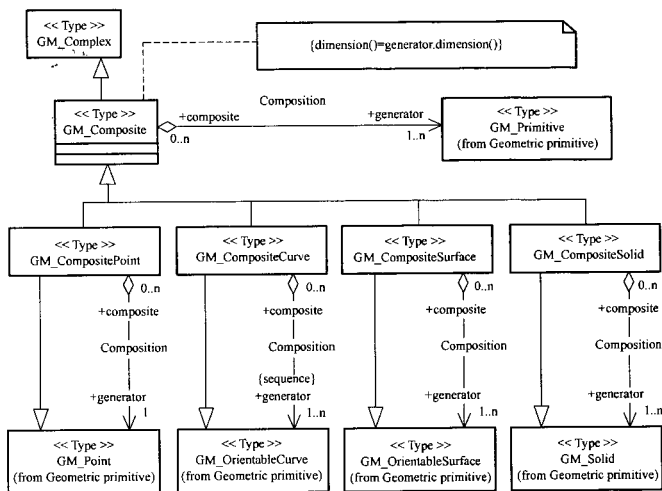 << Type >>
GM_Complex
{dimension()=generator.dimension()}
<< Type >>
GM_Composite
Composition
+composite
0..n
+generator
1..n
<< Type >>
GM_Primitive
(from Geometric primitive)
<< Type >>
GM_CompositePoint
<< Type >>
GM_CompositeCurve
<< Type >>
GM_CompositeSurface
<< Type >>
GM_CompositeSolid
0..n
+composite
Composition
+generator
1
0..n
+composite
Composition
{sequence}
+generator
1..n
0..n
+composite
Composition
+generator
1..n
0..n
+composite
Composition
+generator
1..n
<< Type >>
GM_Point
(from Geometric primitive)
<< Type >>
GM_OrientableCurve
(from Geometric primitive)
<< Type >>
GM_OrientableSurface
(from Geometric primitive)
<< Type >>
GM_Solid
(from Geometric primitive)